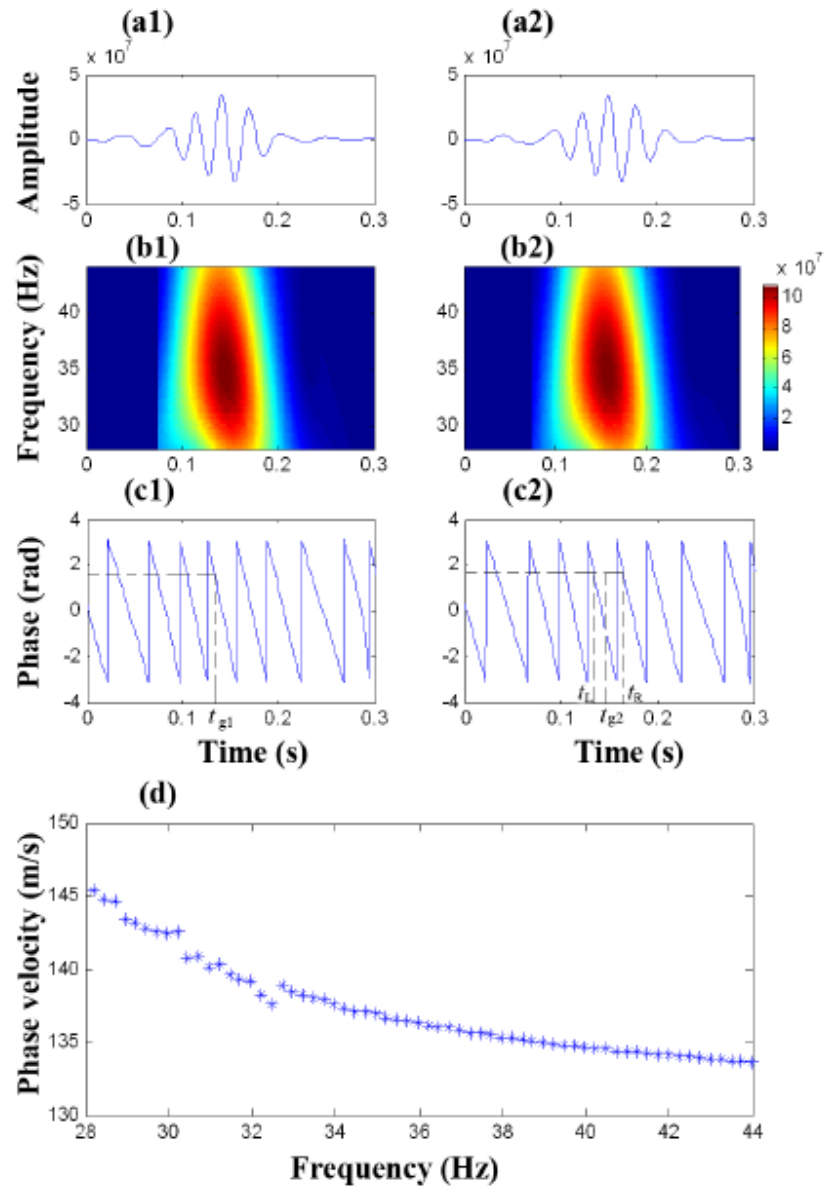 (a1) (a2)
x 10^7 x 10^7
Amplitude
5 5
0 0
-5 -5
0 0.1 0.2 0.3 0 0.1 0.2 0.3
(b1) (b2)
Frequency (Hz)
40 40
35 35
30 30
x 10^7
10
8
6
4
2
0 0.1 0.2 0.3 0 0.1 0.2 0.3
(c1) (c2)
Phase (rad)
4 4
2 2
0 0
-2 -2
-4 -4
t_L t_R
0 0.1 t_g1 0.2 0.3 0 0.1 t_g2 0.2 0.3
Time (s) Time (s)
(d)
Phase velocity (m/s)
150
145
140
135
130
28 30 32 34 36 38 40 42 44
Frequency (Hz)